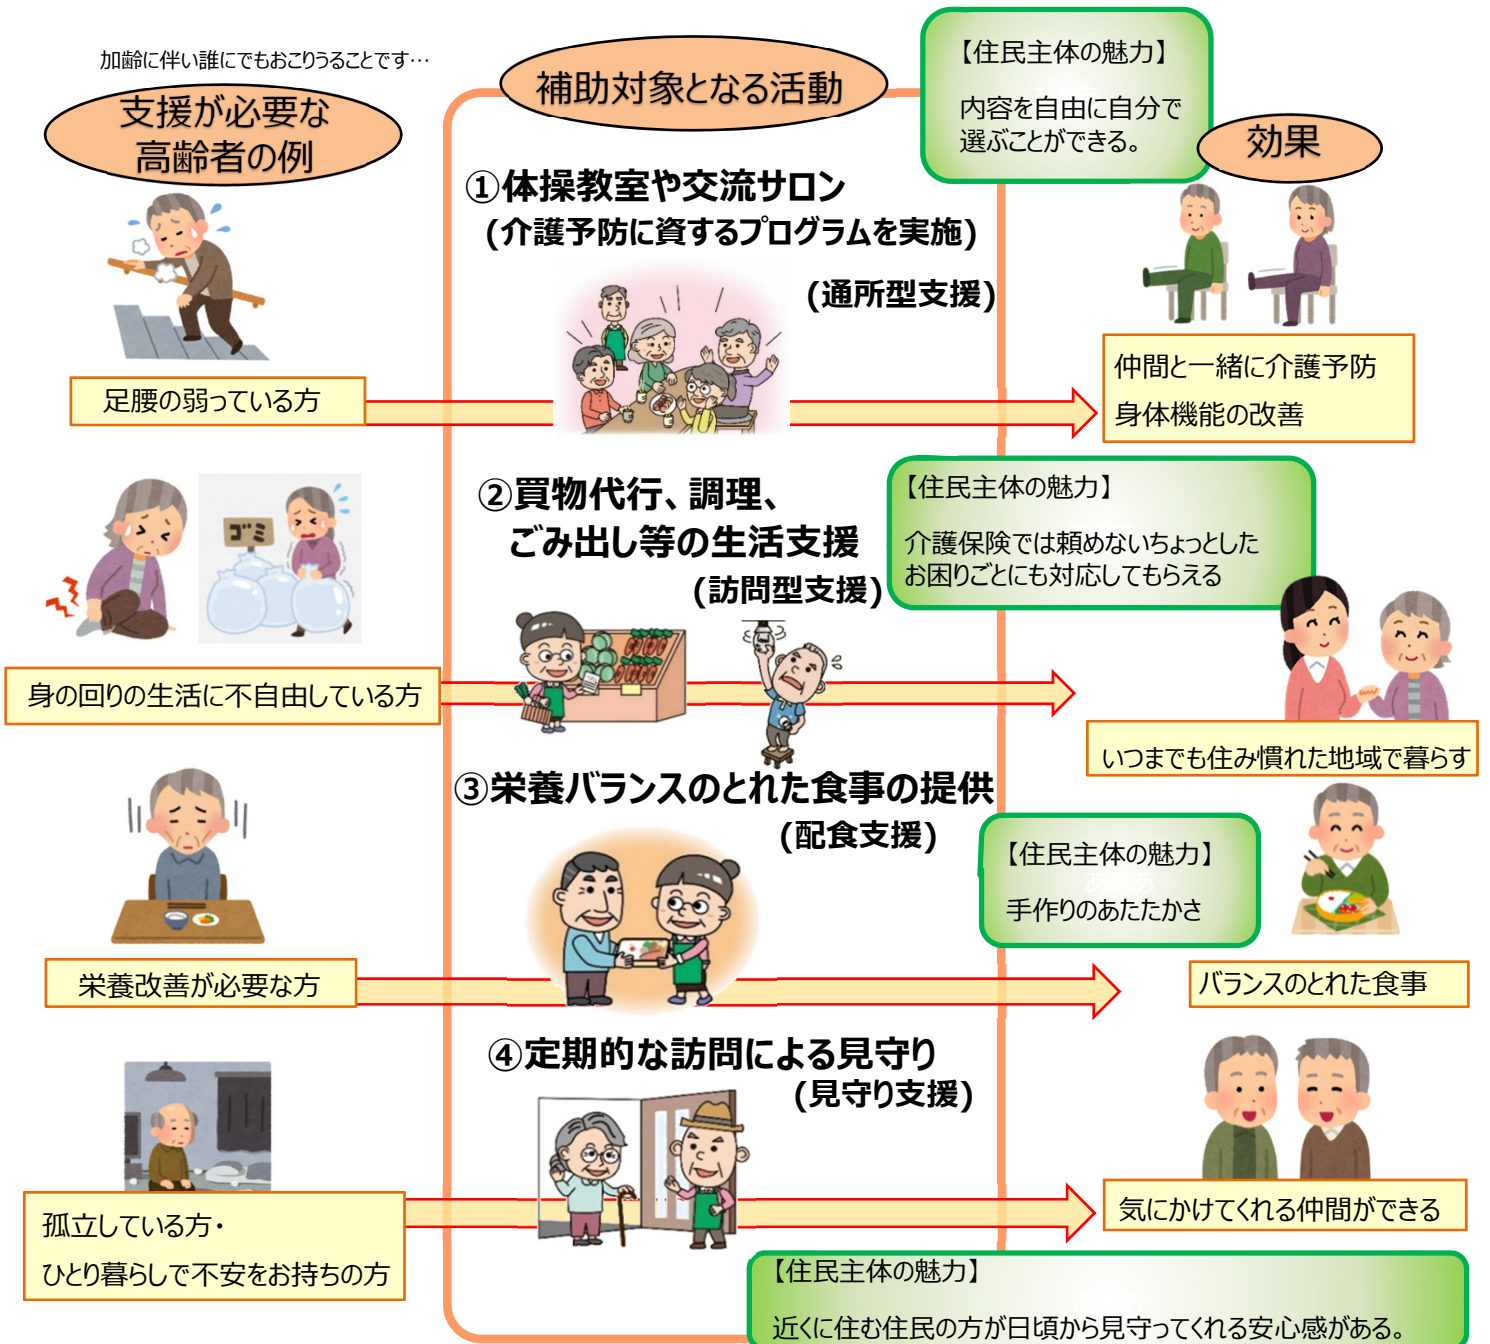 加齢に伴い誰にでもおこりうることです…
支援が必要な
高齢者の例
補助対象となる活動
【住民主体の魅力】
内容を自由に自分で
選ぶことができる。
効果
①体操教室や交流サロン
(介護予防に資するプログラムを実施)
(通所型支援)
足腰の弱っている方
仲間と一緒に介護予防
身体機能の改善
ゴミ
②買物代行、調理、
ごみ出し等の生活支援
(訪問型支援)
【住民主体の魅力】
介護保険では頼めないちょっとした
お困りごとにも対応してもらえる
身の回りの生活に不自由している方
いつまでも住み慣れた地域で暮らす
③栄養バランスのとれた食事の提供
(配食支援)
【住民主体の魅力】
あああ
手作りのあたたかさ
栄養改善が必要な方
バランスのとれた食事
④定期的な訪問による見守り
(見守り支援)
孤立している方・
ひとり暮らしで不安をお持ちの方
気にかけてくれる仲間ができる
【住民主体の魅力】
近くに住む住民の方が日頃から見守ってくれる安心感がある。